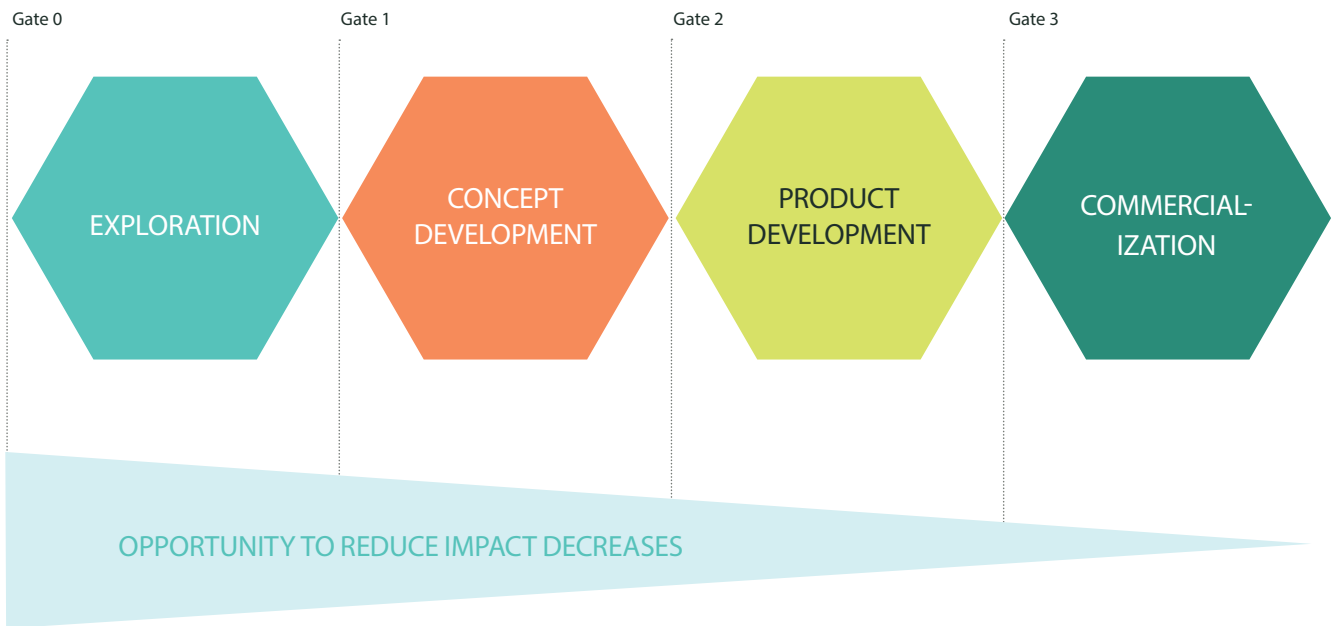 Gate 0
Gate 1
Gate 2
Gate 3
EXPLORATION
CONCEPT
DEVELOPMENT
PRODUCT
DEVELOPMENT
COMMERCIAL-
IZATION
OPPORTUNITY TO REDUCE IMPACT DECREASES